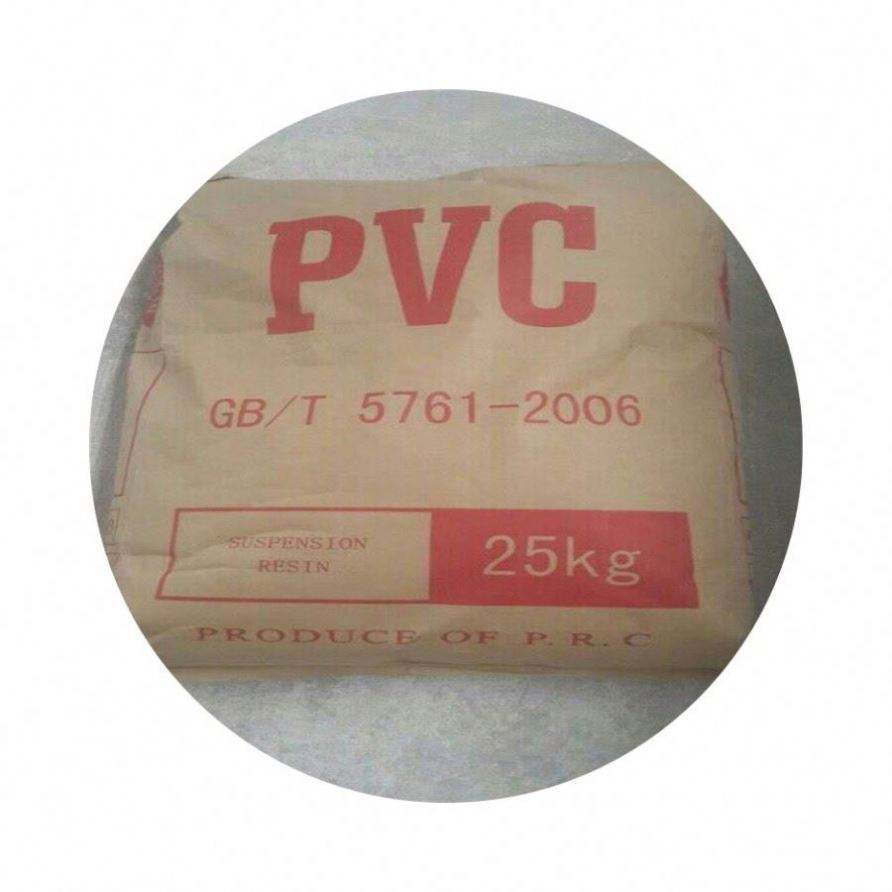 PVC
GB/T 5761-2006
SUSPENSION
RESIN
25kg
PRODUCE OF P.R.C